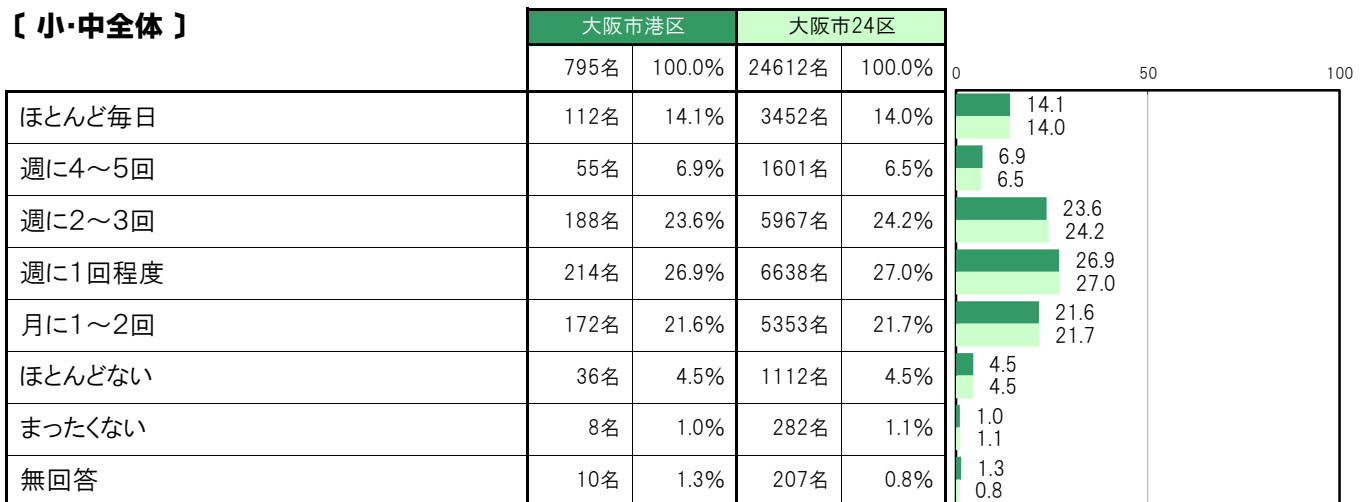 〔 小・中全体 〕
大阪市港区 大阪市24区
795名 100.0% 24612名 100.0%
0 50 100
ほとんど毎日 112名 14.1% 3452名 14.0%
14.1
14.0
週に4～5回 55名 6.9% 1601名 6.5%
6.9
6.5
週に2～3回 188名 23.6% 5967名 24.2%
23.6
24.2
週に1回程度 214名 26.9% 6638名 27.0%
26.9
27.0
月に1～2回 172名 21.6% 5353名 21.7%
21.6
21.7
ほとんどない 36名 4.5% 1112名 4.5%
4.5
4.5
まったくない 8名 1.0% 282名 1.1%
1.0
1.1
無回答 10名 1.3% 207名 0.8%
1.3
0.8